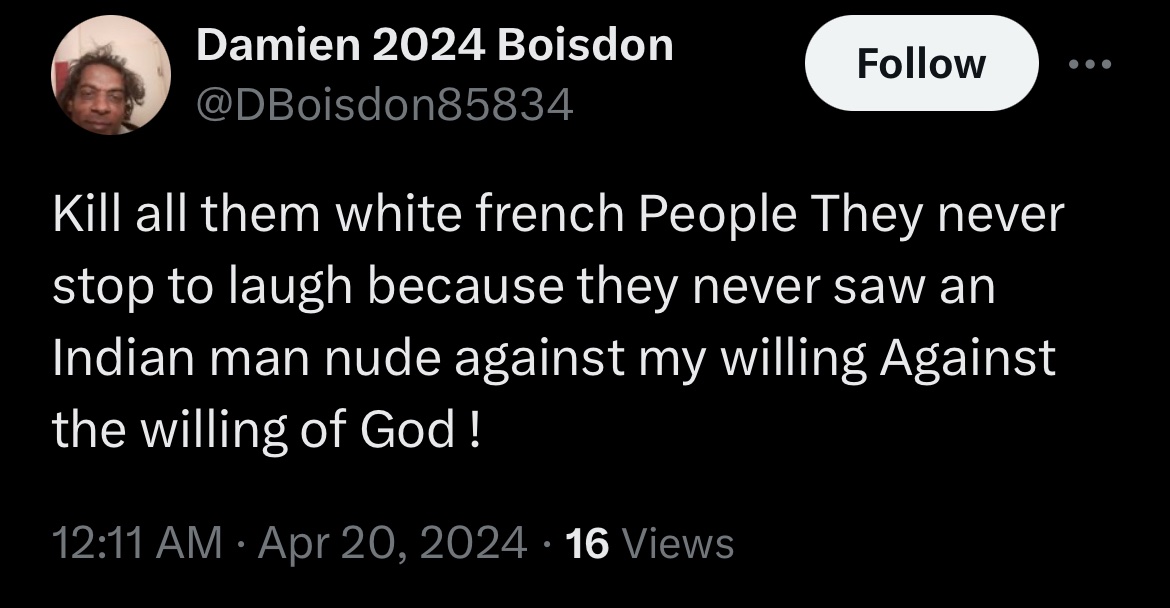 Damien 2024 Boisdon
Follow
@DBoisdon85834
Kill all them white french People They never
stop to laugh because they never saw an
Indian man nude against my willing Against
the willing of God !
12:11 AM · Apr 20, 2024 · 16 Views